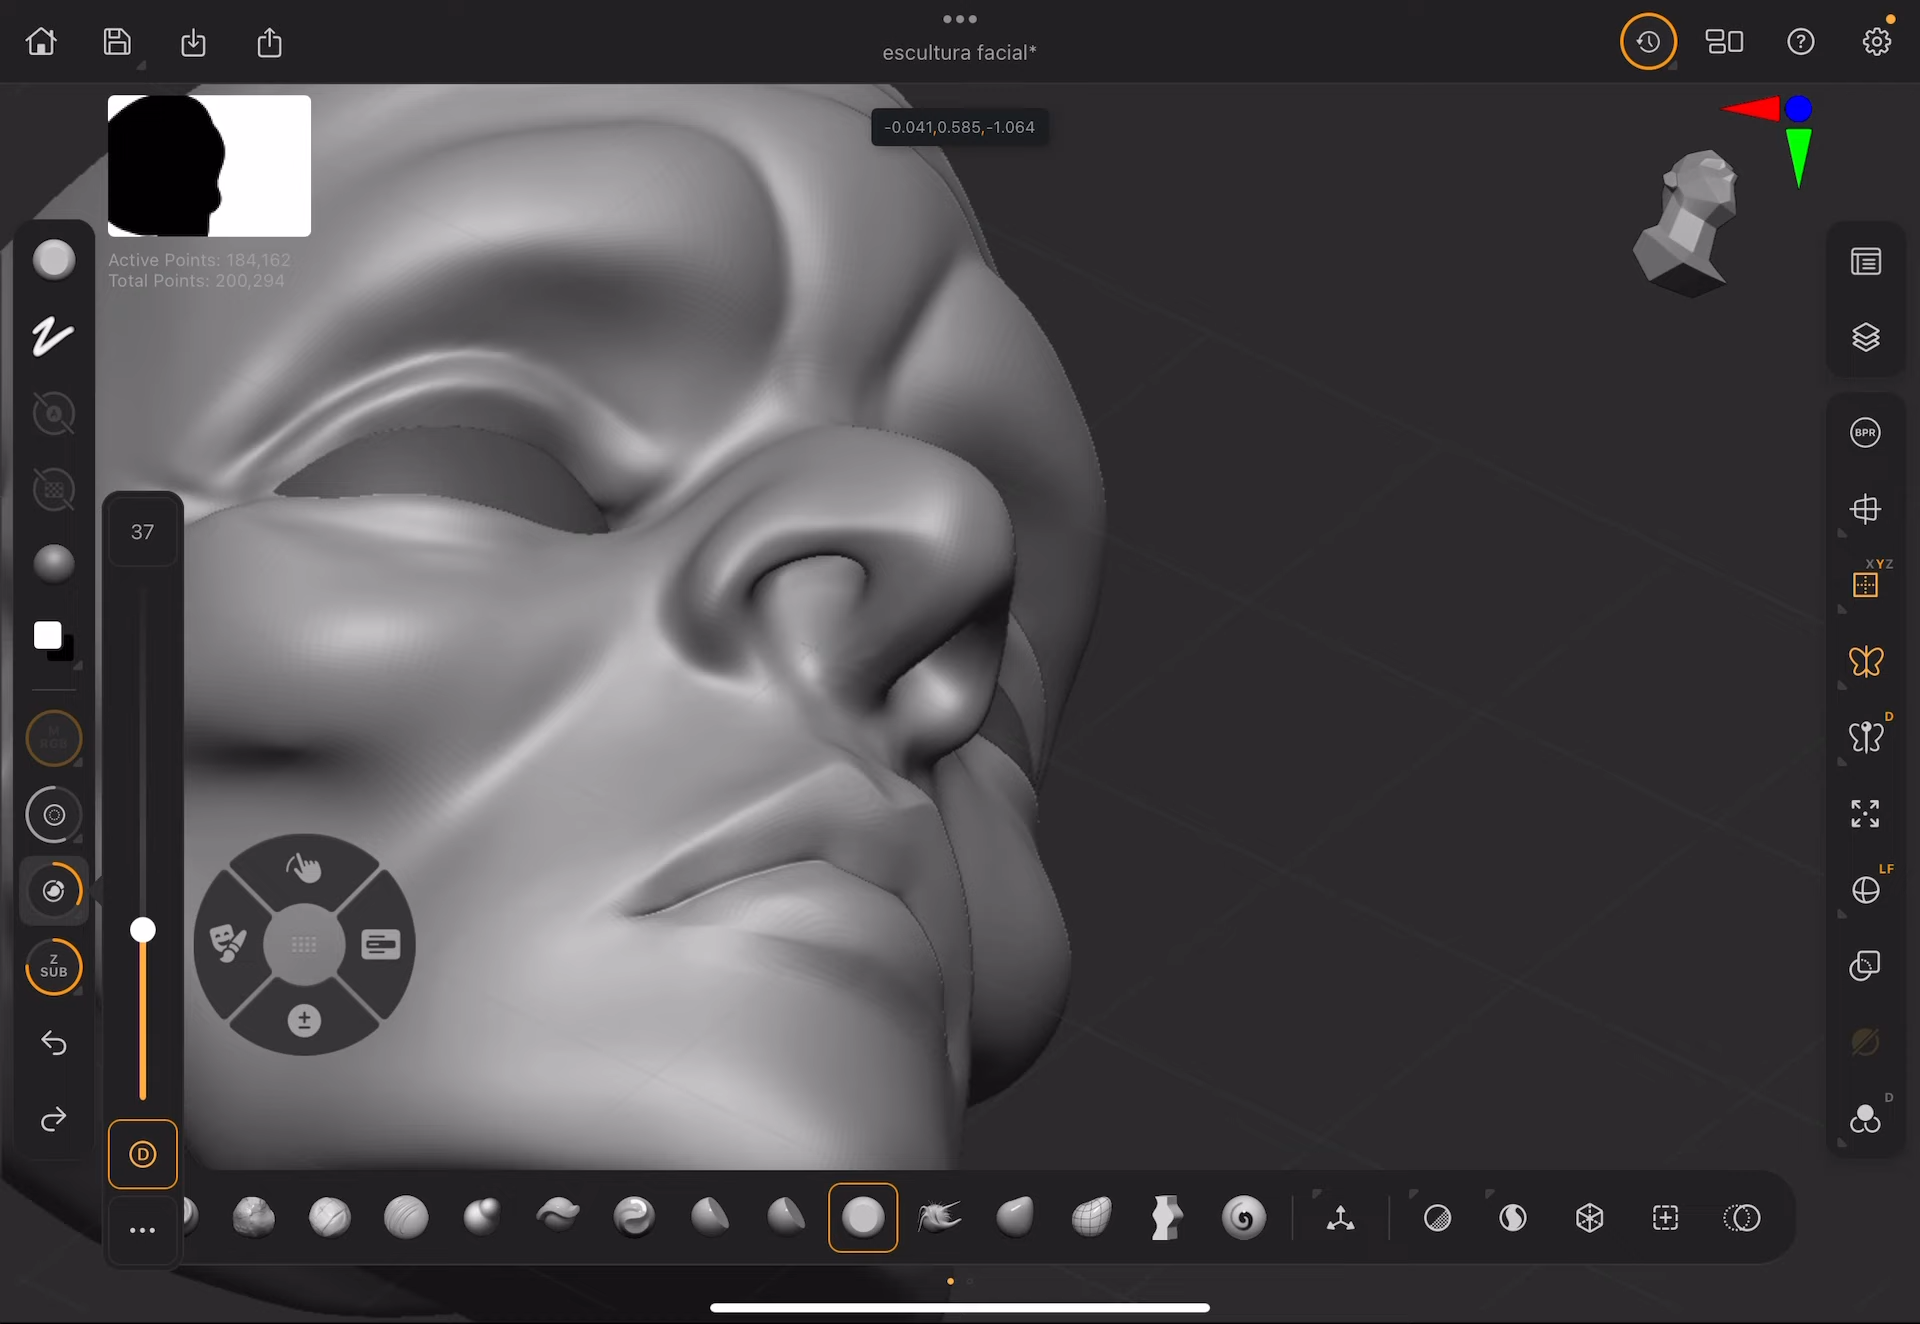 escultura facial*
-0.041,0.585,-1.064
Active Points: 184,162
Total Points: 200,294
37
M
RGB
Z
SUB
D
BPR
XYZ
D
LF
D